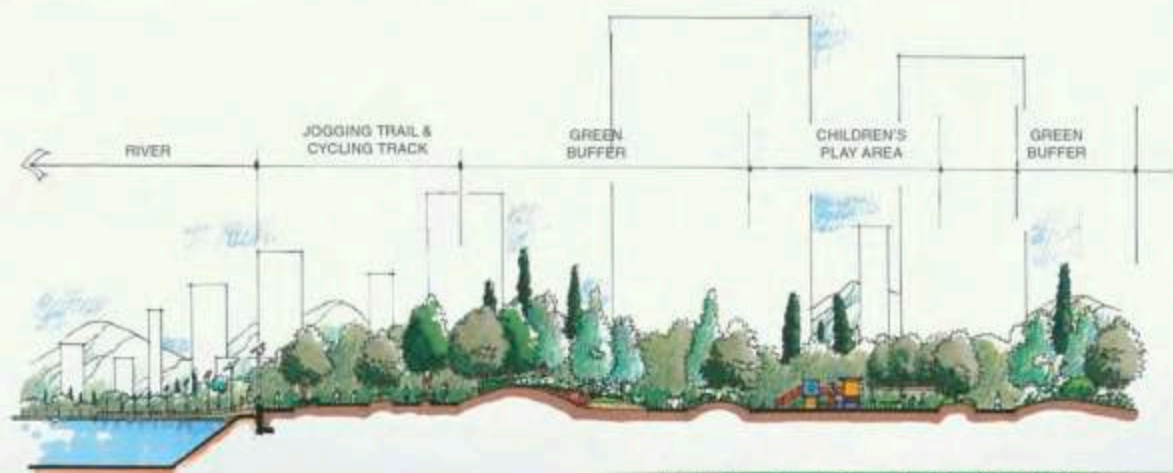 RIVER
JOGGING TRAIL &
CYCLING TRACK
GREEN
BUFFER
CHILDREN'S
PLAY AREA
GREEN
BUFFER